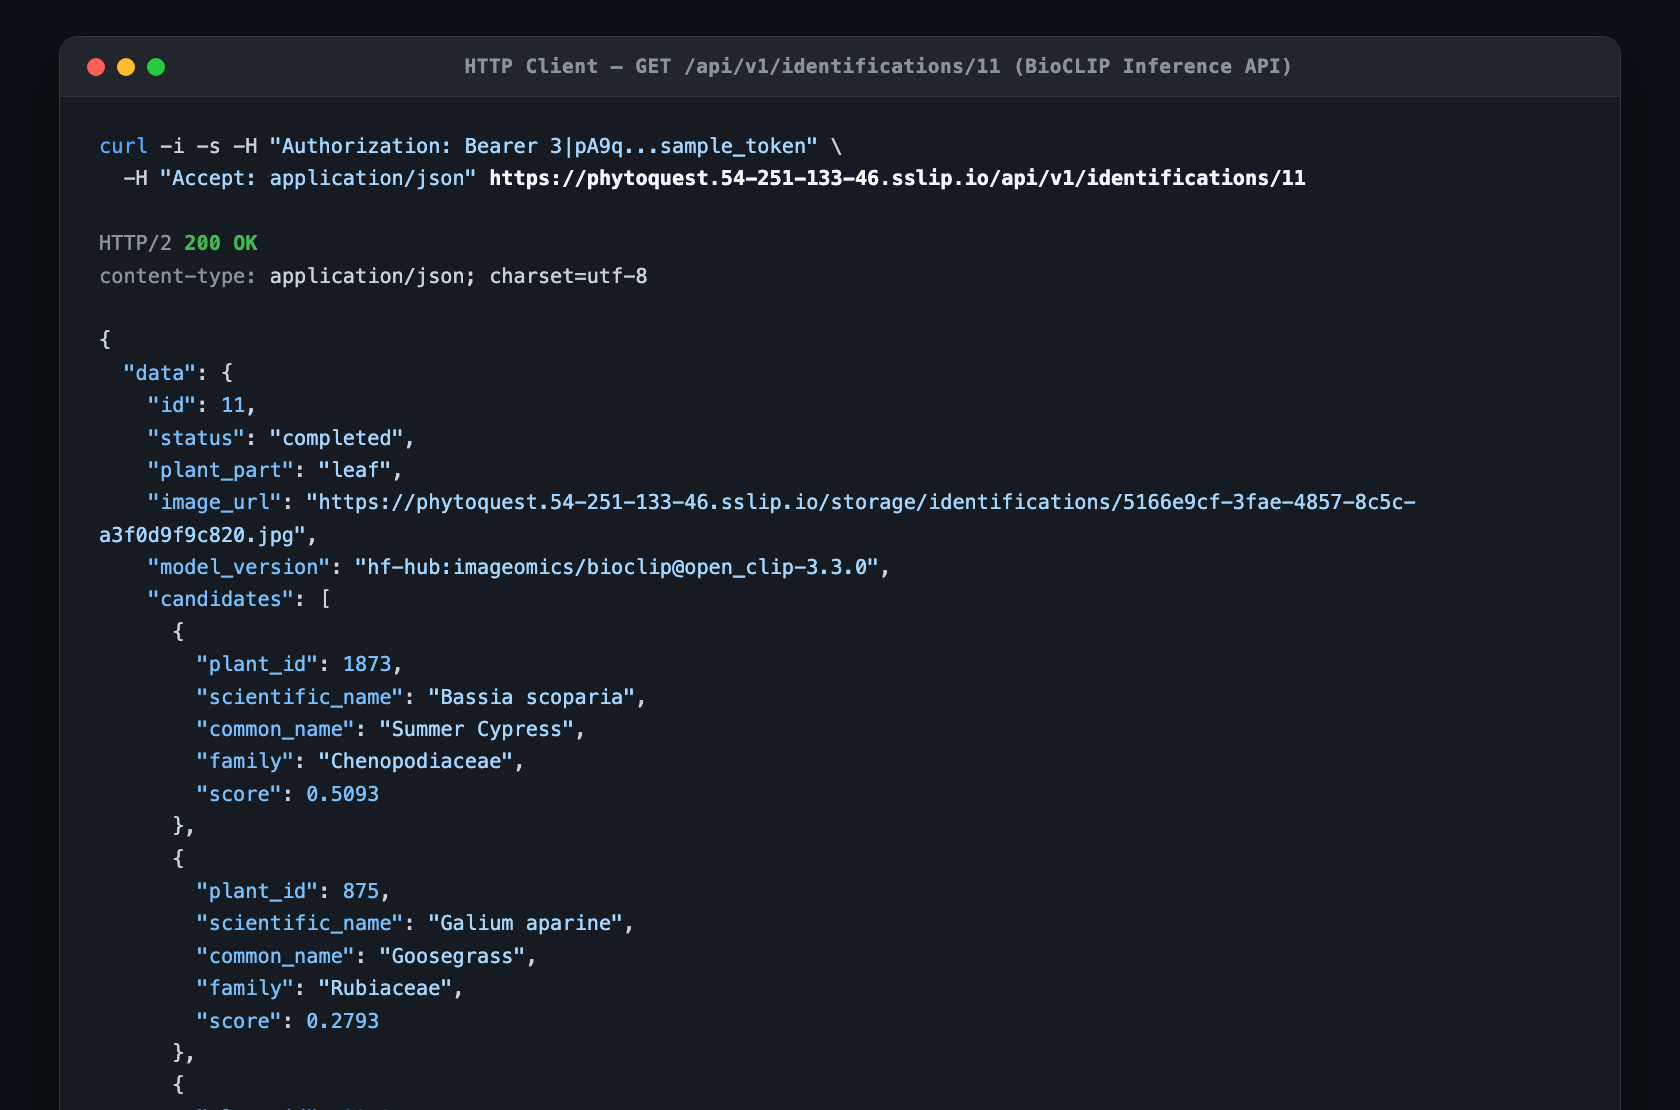 HTTP Client — GET /api/v1/identifications/11 (BioCLIP Inference API)
curl -i -s -H "Authorization: Bearer 3|pA9q...sample_token" \
-H "Accept: application/json" https://phytoquest.54-251-133-46.sslip.io/api/v1/identifications/11
HTTP/2 200 OK
content-type: application/json; charset=utf-8
{
"data": {
"id": 11,
"status": "completed",
"plant_part": "leaf",
"image_url": "https://phytoquest.54-251-133-46.sslip.io/storage/identifications/5166e9cf-3fae-4857-8c5c-
a3f0d9f9c820.jpg",
"model_version": "hf-hub:imageomics/bioclip@open_clip-3.3.0",
"candidates": [
{
"plant_id": 1873,
"scientific_name": "Bassia scoparia",
"common_name": "Summer Cypress",
"family": "Chenopodiaceae",
"score": 0.5093
},
{
"plant_id": 875,
"scientific_name": "Galium aparine",
"common_name": "Goosegrass",
"family": "Rubiaceae",
"score": 0.2793
},
{